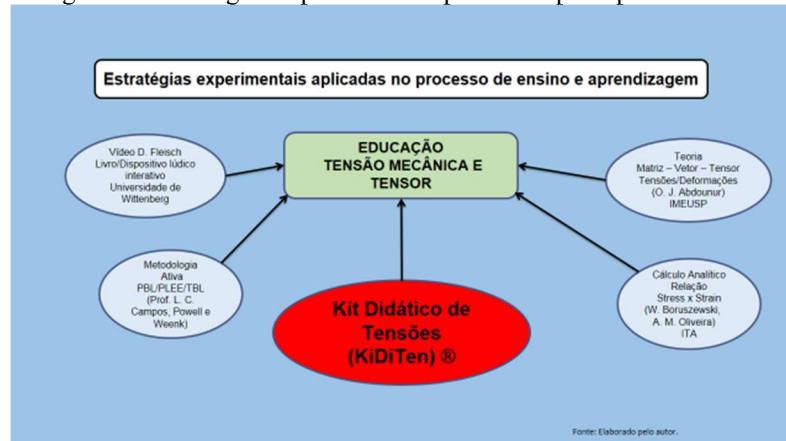 Estratégias experimentais aplicadas no processo de ensino e aprendizagem
EDUCAÇÃO
TENSÃO MECÂNICA E
TENSOR
Vídeo D. Fleisch
Livro/Dispositivo lúdico
interativo
Universidade de
Wittenberg
Teoria
Matriz – Vetor – Tensor
Tensões/Deformações
(O. J. Abdounur)
IMEUSP
Metodologia
Ativa
PBL/PLEE/TBL
(Prof. L. C.
Campos, Powell e
Weenk)
Kit Didático de
Tensões
(KiDiTen) ®
Cálculo Analítico
Relação
Stress x Strain
(W. Boruszewski,
A. M. Oliveira)
ITA
Fonte: Elaborado pelo autor.